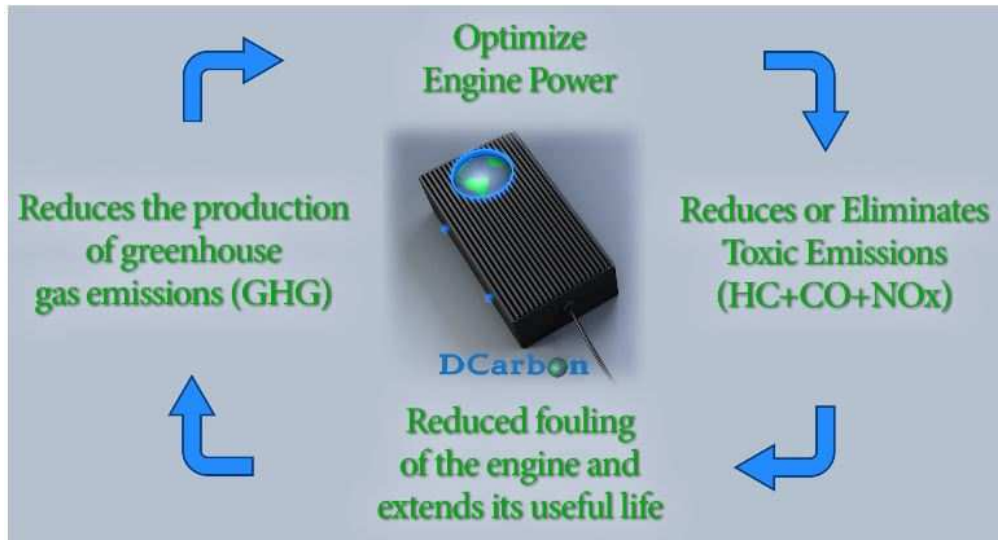 Optimize
Engine Power
Reduces or Eliminates
Toxic Emissions
(HC+CO+NOx)
Reduced fouling
of the engine and
extends its useful life
Reduces the production
of greenhouse
gas emissions (GHG)
DCarbon